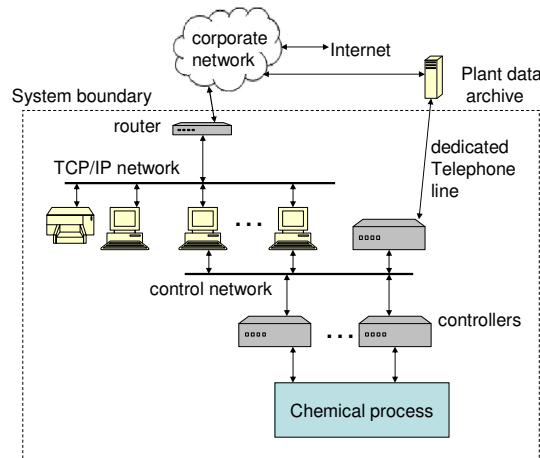 corporate
network
Internet
Plant data
archive
System boundary
router
dedicated
Telephone
line
TCP/IP network
...
control network
controllers
...
Chemical process